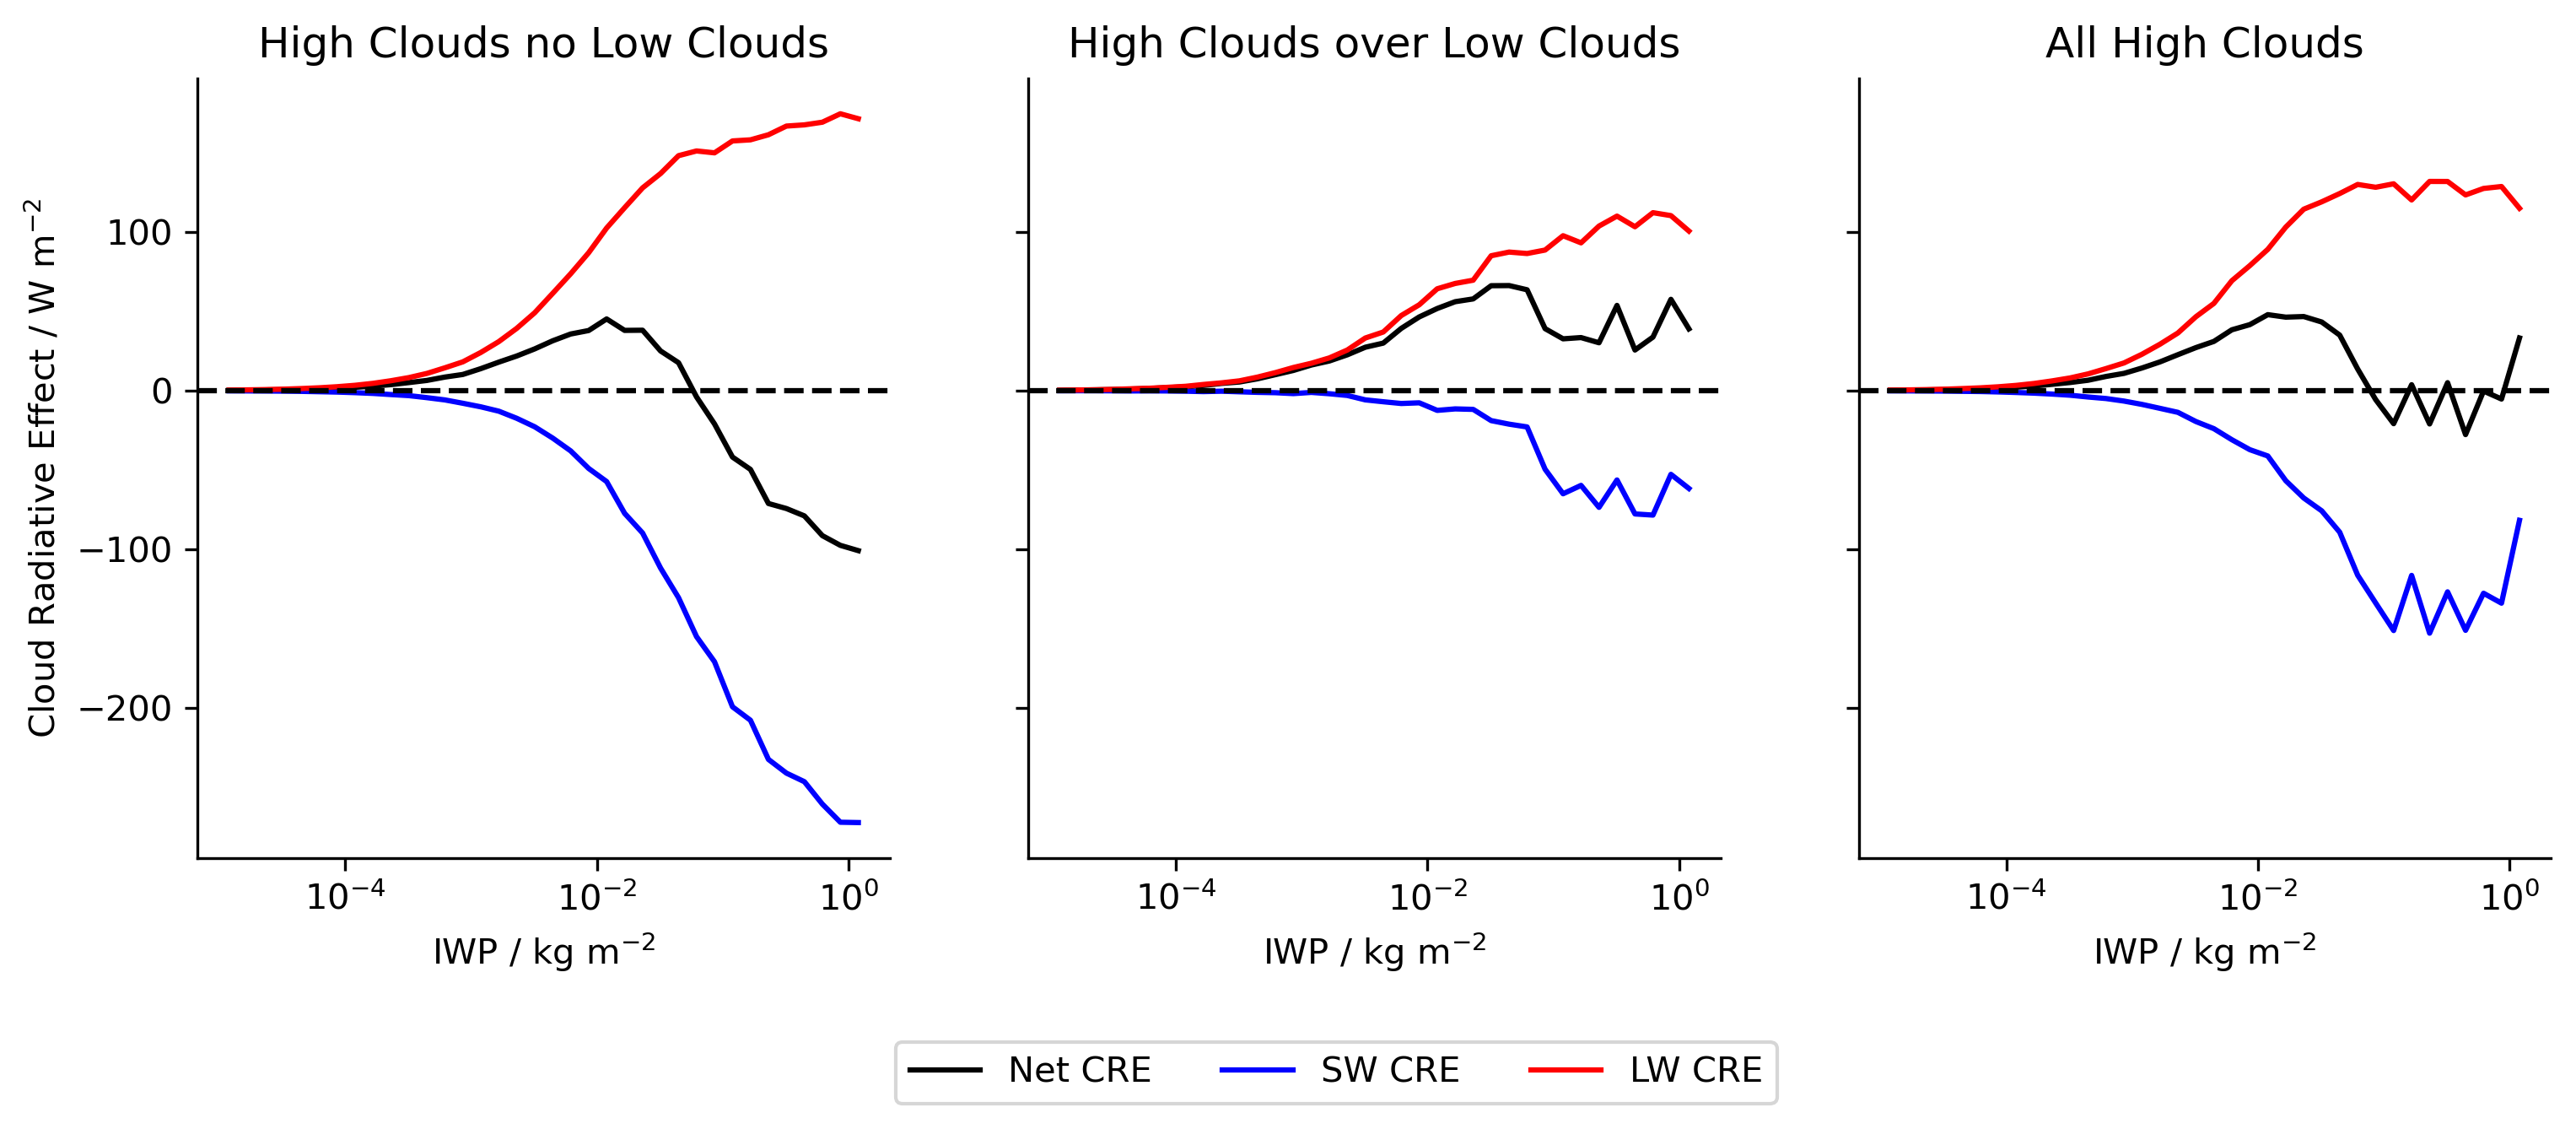 High Clouds no Low Clouds
High Clouds over Low Clouds
All High Clouds
Cloud Radiative Effect / W m⁻²
100
0
−100
−200
10⁻⁴ 10⁻² 10⁰
10⁻⁴ 10⁻² 10⁰
10⁻⁴ 10⁻² 10⁰
IWP / kg m⁻²
IWP / kg m⁻²
IWP / kg m⁻²
Net CRE SW CRE LW CRE